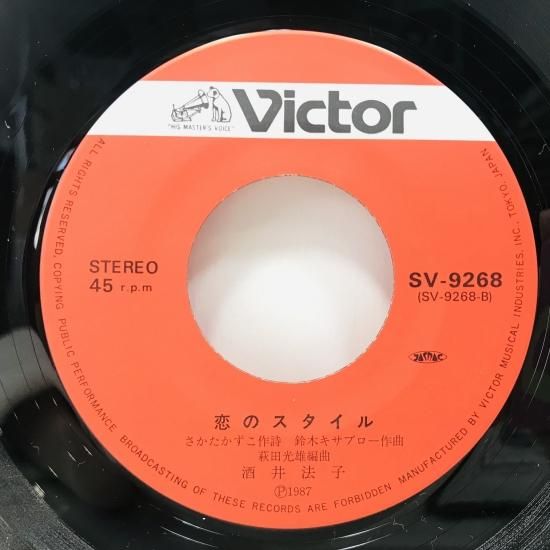 "HIS MASTER'S VOICE"
Victor
STEREO
45 r.p.m
SV-9268
(SV-9268-B)
JASRAC
恋のスタイル
さかたかずこ作詩 鈴木キサブロー作曲
萩田光雄編曲
酒井法子
Ⓟ1987
ALL RIGHTS RESERVED. COPYING PUBLIC PERFORMANCE BROADCASTING OF THESE RECORDS ARE FORBIDDEN MANUFACTURED BY VICTOR MUSICAL INDUSTRIES, INC. TOKYO, JAPAN